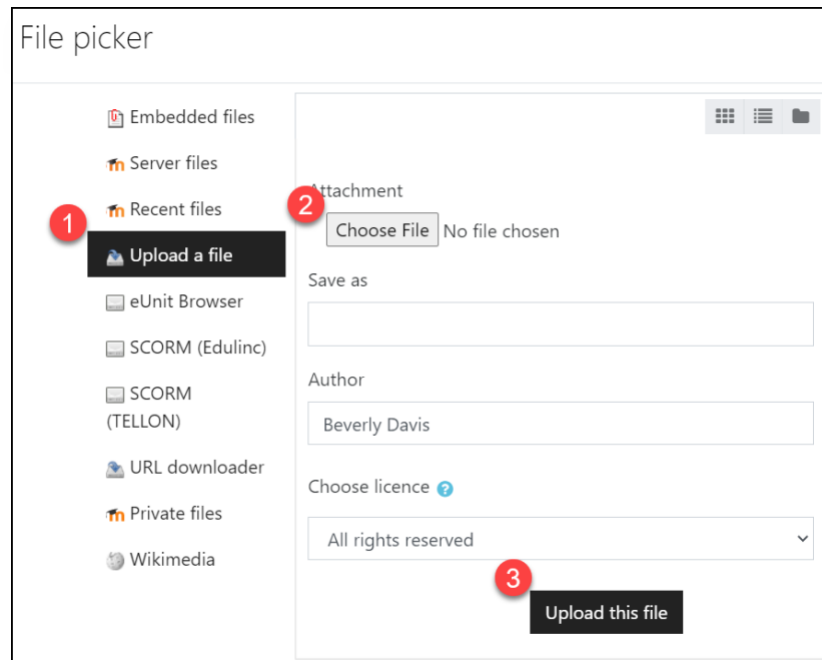 File picker
Embedded files
Server files
Recent files
1
Upload a file
eUnit Browser
SCORM (Edulinc)
SCORM
(TELLON)
URL downloader
Private files
Wikimedia
Attachment
2
Choose File No file chosen
Save as
Author
Beverly Davis
Choose licence ?
All rights reserved
3
Upload this file